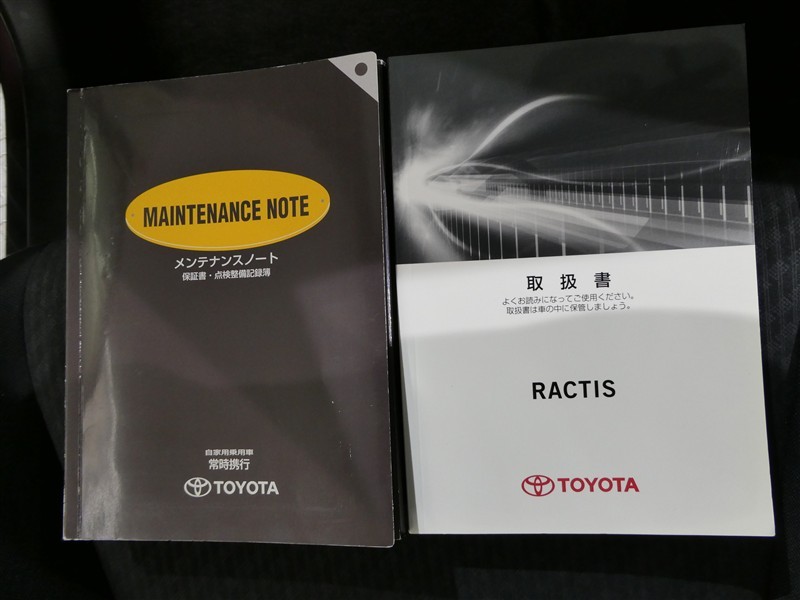 MAINTENANCE NOTE
メンテナンスノート
保証書・点検整備記録簿
自家用乗用車
常時携行
TOYOTA
取扱書
よくお読みになってご使用ください。
取扱書は車の中に保管しましょう。
RACTIS
TOYOTA